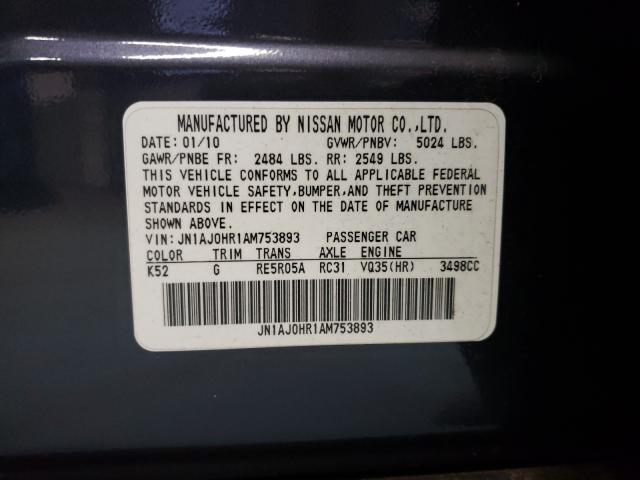 MANUFACTURED BY NISSAN MOTOR CO.,LTD.
DATE: 01/10 GVWR/PNBV: 5024 LBS.
GAWR/PNBE FR: 2484 LBS. RR: 2549 LBS.
THIS VEHICLE CONFORMS TO ALL APPLICABLE FEDERAL
MOTOR VEHICLE SAFETY,BUMPER,AND THEFT PREVENTION
STANDARDS IN EFFECT ON THE DATE OF MANUFACTURE
SHOWN ABOVE.
VIN: JN1AJ0HR1AM753893 PASSENGER CAR
COLOR TRIM TRANS AXLE ENGINE
K52 G RE5R05A RC31 VQ35(HR) 3498CC
JN1AJ0HR1AM753893